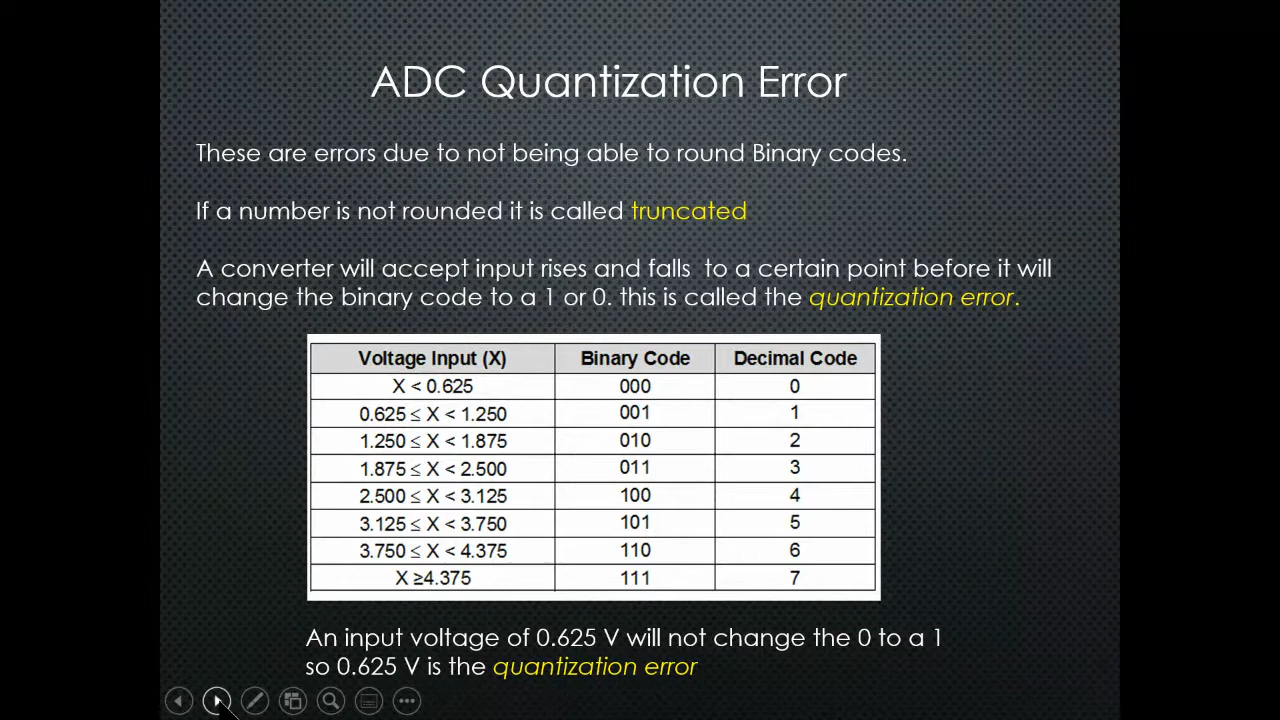 ADC Quantization Error
These are errors due to not being able to round Binary codes.
If a number is not rounded it is called truncated
A converter will accept input rises and falls  to a certain point before it will
change the binary code to a 1 or 0. this is called the quantization error.
Voltage Input (X) Binary Code Decimal Code
X < 0.625 000 0
0.625 ≤ X < 1.250 001 1
1.250 ≤ X < 1.875 010 2
1.875 ≤ X < 2.500 011 3
2.500 ≤ X < 3.125 100 4
3.125 ≤ X < 3.750 101 5
3.750 ≤ X < 4.375 110 6
X ≥4.375 111 7
An input voltage of 0.625 V will not change the 0 to a 1
so 0.625 V is the quantization error